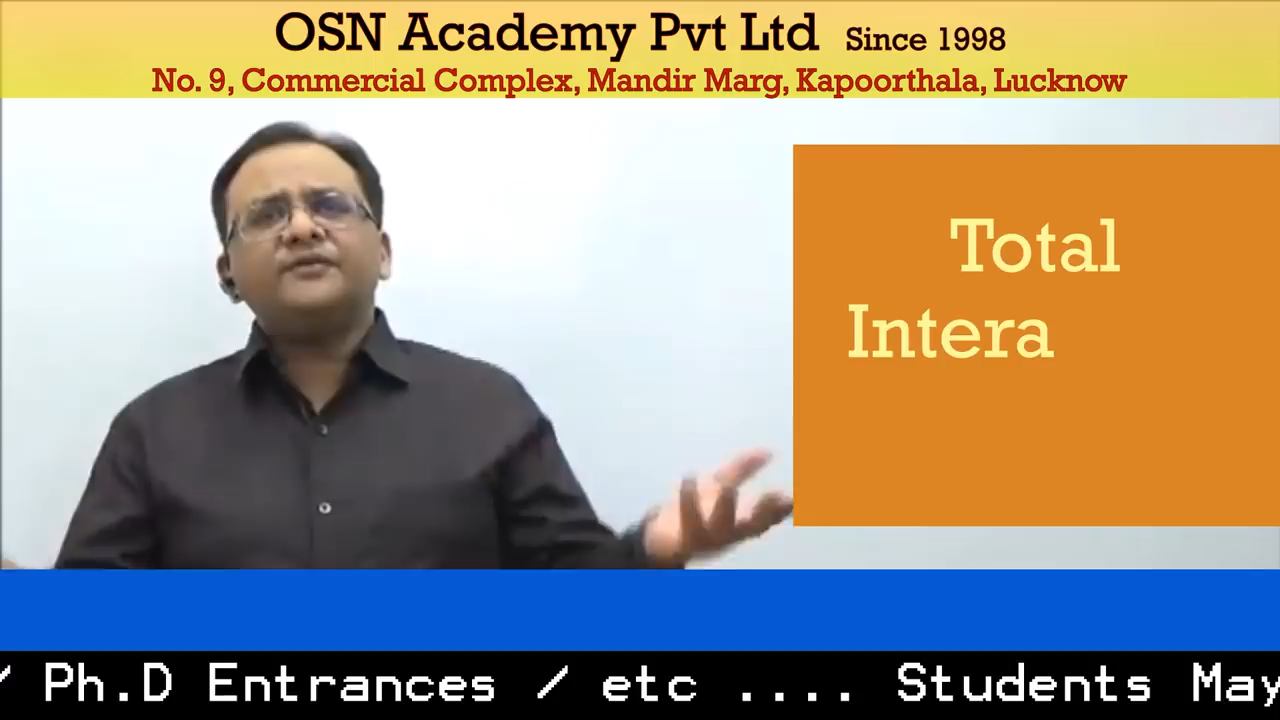 OSN Academy Pvt Ltd Since 1998
No. 9, Commercial Complex, Mandir Marg, Kapoorthala, Lucknow
Total
Intera
/ Ph.D Entrances / etc .... Students May